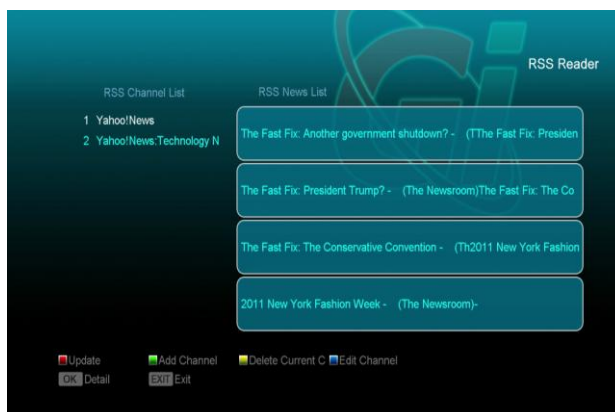 RSS Reader
RSS Channel List
RSS News List
1 Yahoo!News
2 Yahoo!News:Technology N
The Fast Fix: Another government shutdown? - (TThe Fast Fix: Presiden
The Fast Fix: President Trump? - (The Newsroom)The Fast Fix: The Co
The Fast Fix: The Conservative Convention - (Th2011 New York Fashion
2011 New York Fashion Week - (The Newsroom)-
Update Add Channel Delete Current C Edit Channel
OK Detail EXIT Exit